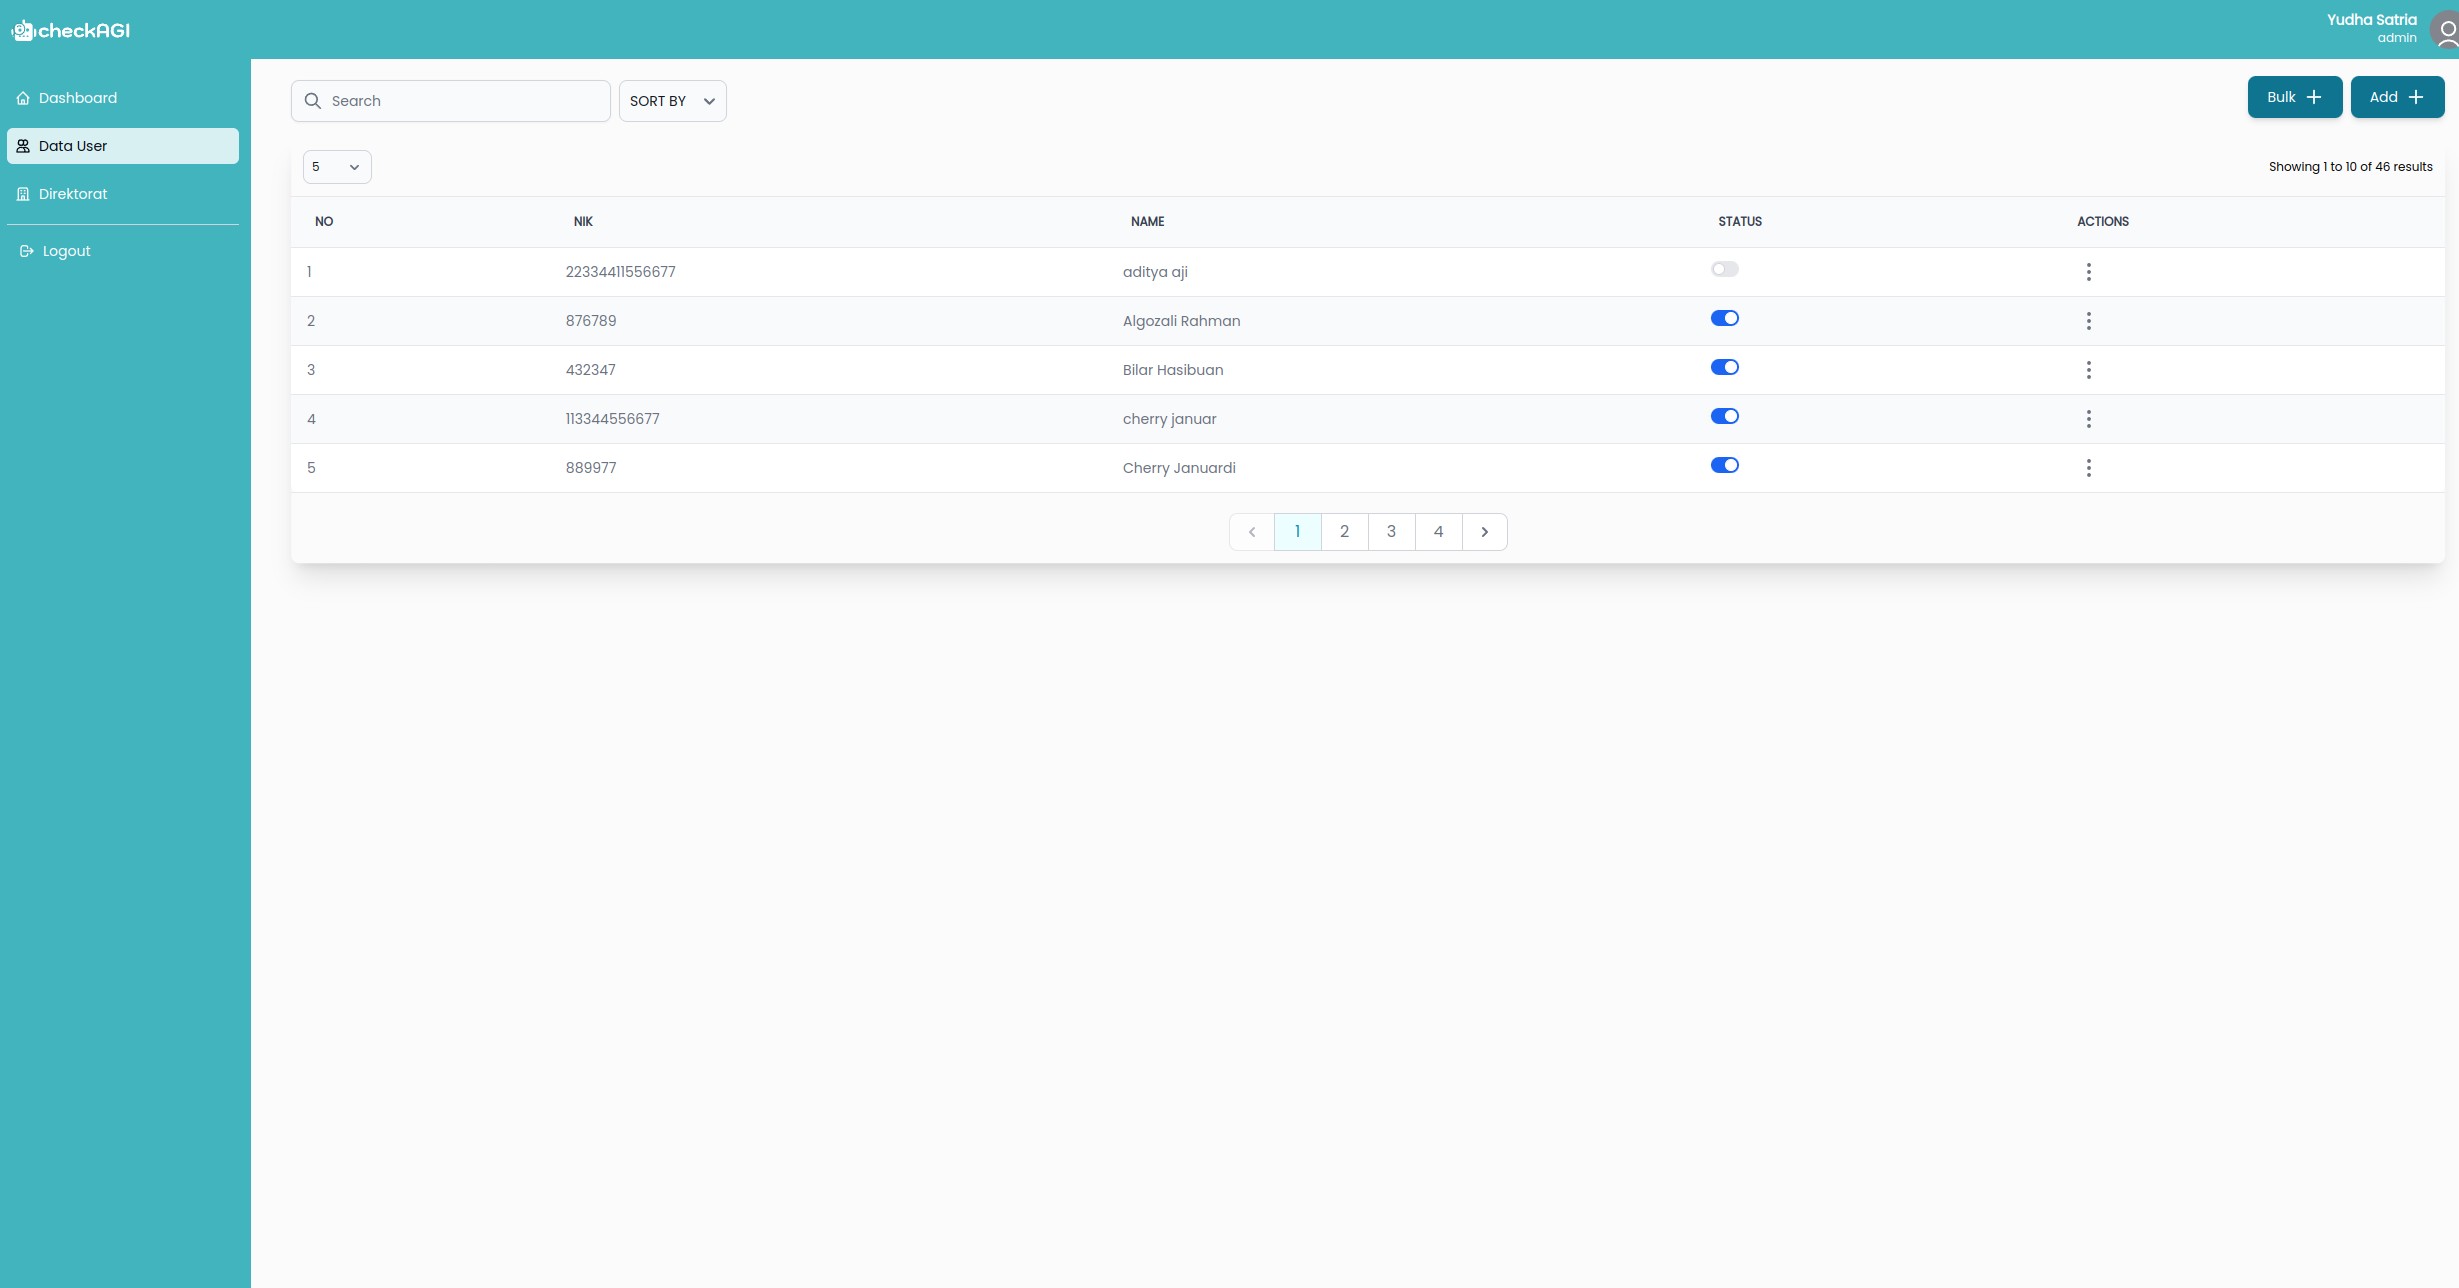 checkAGI
Yudha Satria
admin
Dashboard
Data User
Direktorat
Logout
Search
SORT BY
Bulk
Add
5
Showing 1 to 10 of 46 results
NO NIK NAME STATUS ACTIONS
1 22334411556677 aditya aji
2 876789 Algozali Rahman
3 432347 Bilar Hasibuan
4 113344556677 cherry januar
5 889977 Cherry Januardi
1 2 3 4